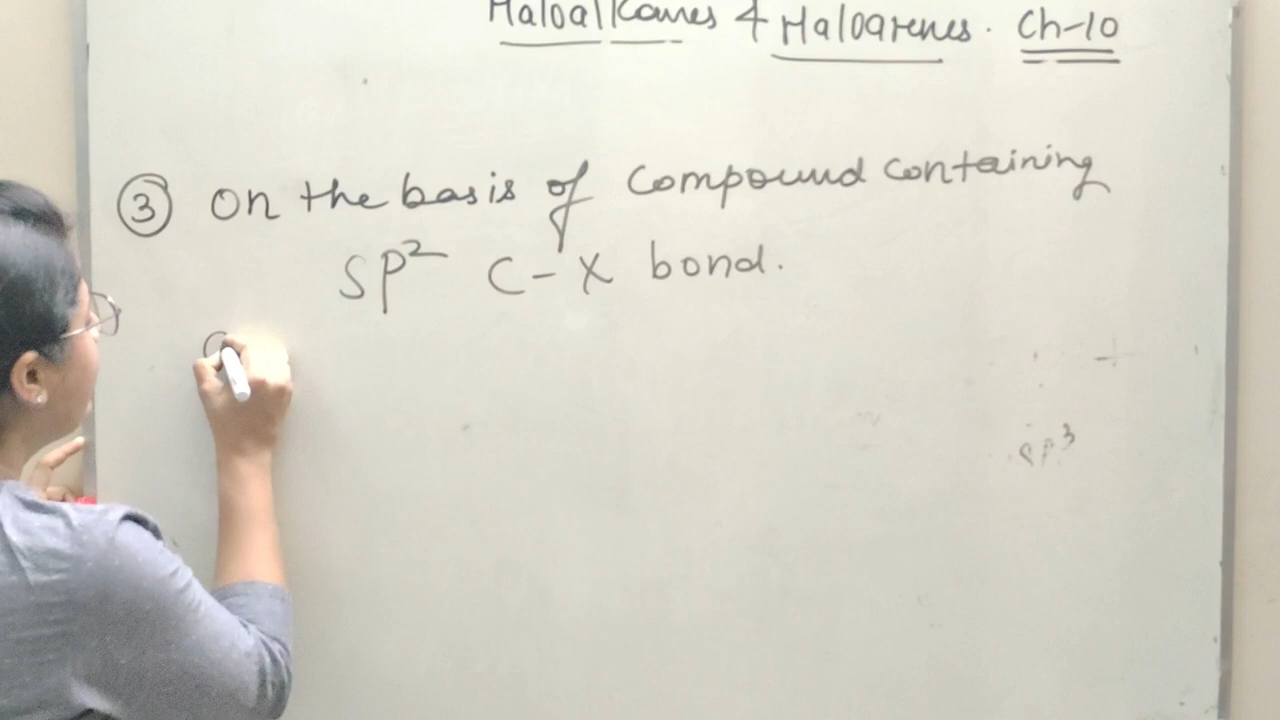 Haloalkanes & Haloarenes. Ch-10
③ On the basis of Compound Containing
SP² C-X bond.
sp³